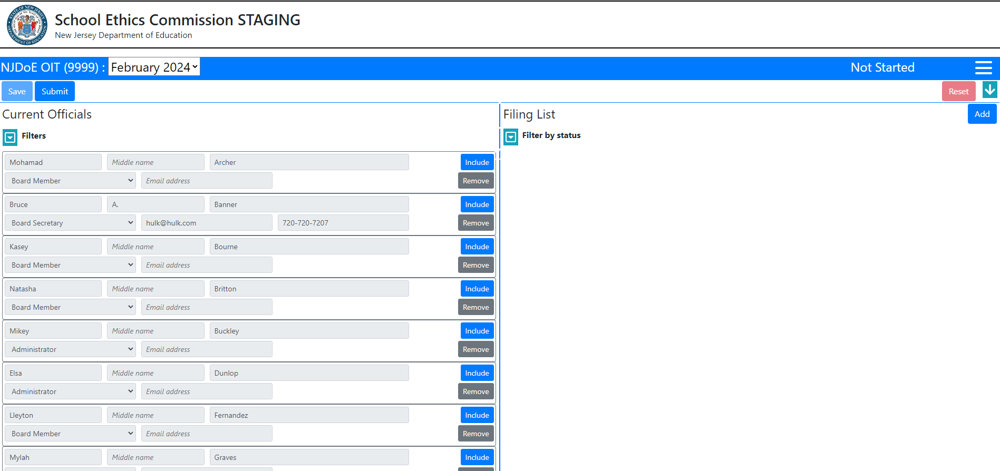 School Ethics Commission STAGING
New Jersey Department of Education
NJDoE OIT (9999) : February 2024 Not Started
Save Submit Reset
Current Officials
Filters
Mohamad Middle name Archer Include
Board Member Email address Remove
Bruce A. Banner Include
Board Secretary hulk@hulk.com 720-720-7207 Remove
Kasey Middle name Bourne Include
Board Member Email address Remove
Natasha Middle name Britton Include
Board Member Email address Remove
Mikey Middle name Buckley Include
Administrator Email address Remove
Elsa Middle name Dunlop Include
Administrator Email address Remove
Lleyton Middle name Fernandez Include
Board Member Email address Remove
Mylah Middle name Graves Include
Filing List Add
Filter by status